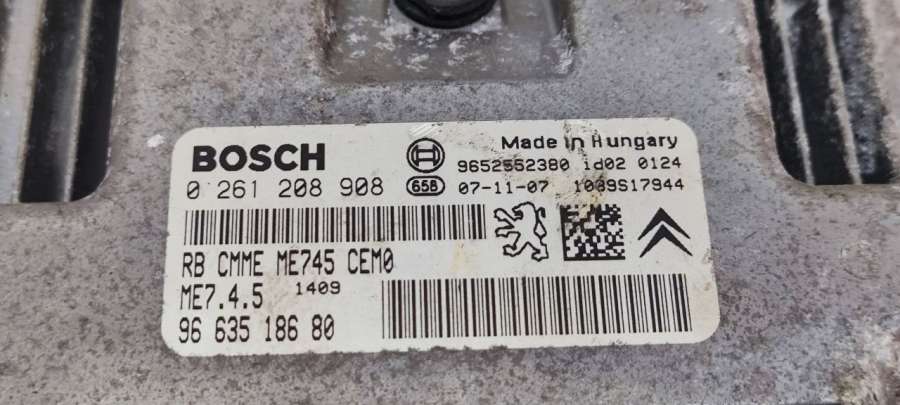 BOSCH
Made in Hungary
9652552380 id02 0124
0 261 208 908
658
07-11-07 1039S17944
RB CMME ME745 CEM0
ME7.4.5 1409
96 635 186 80